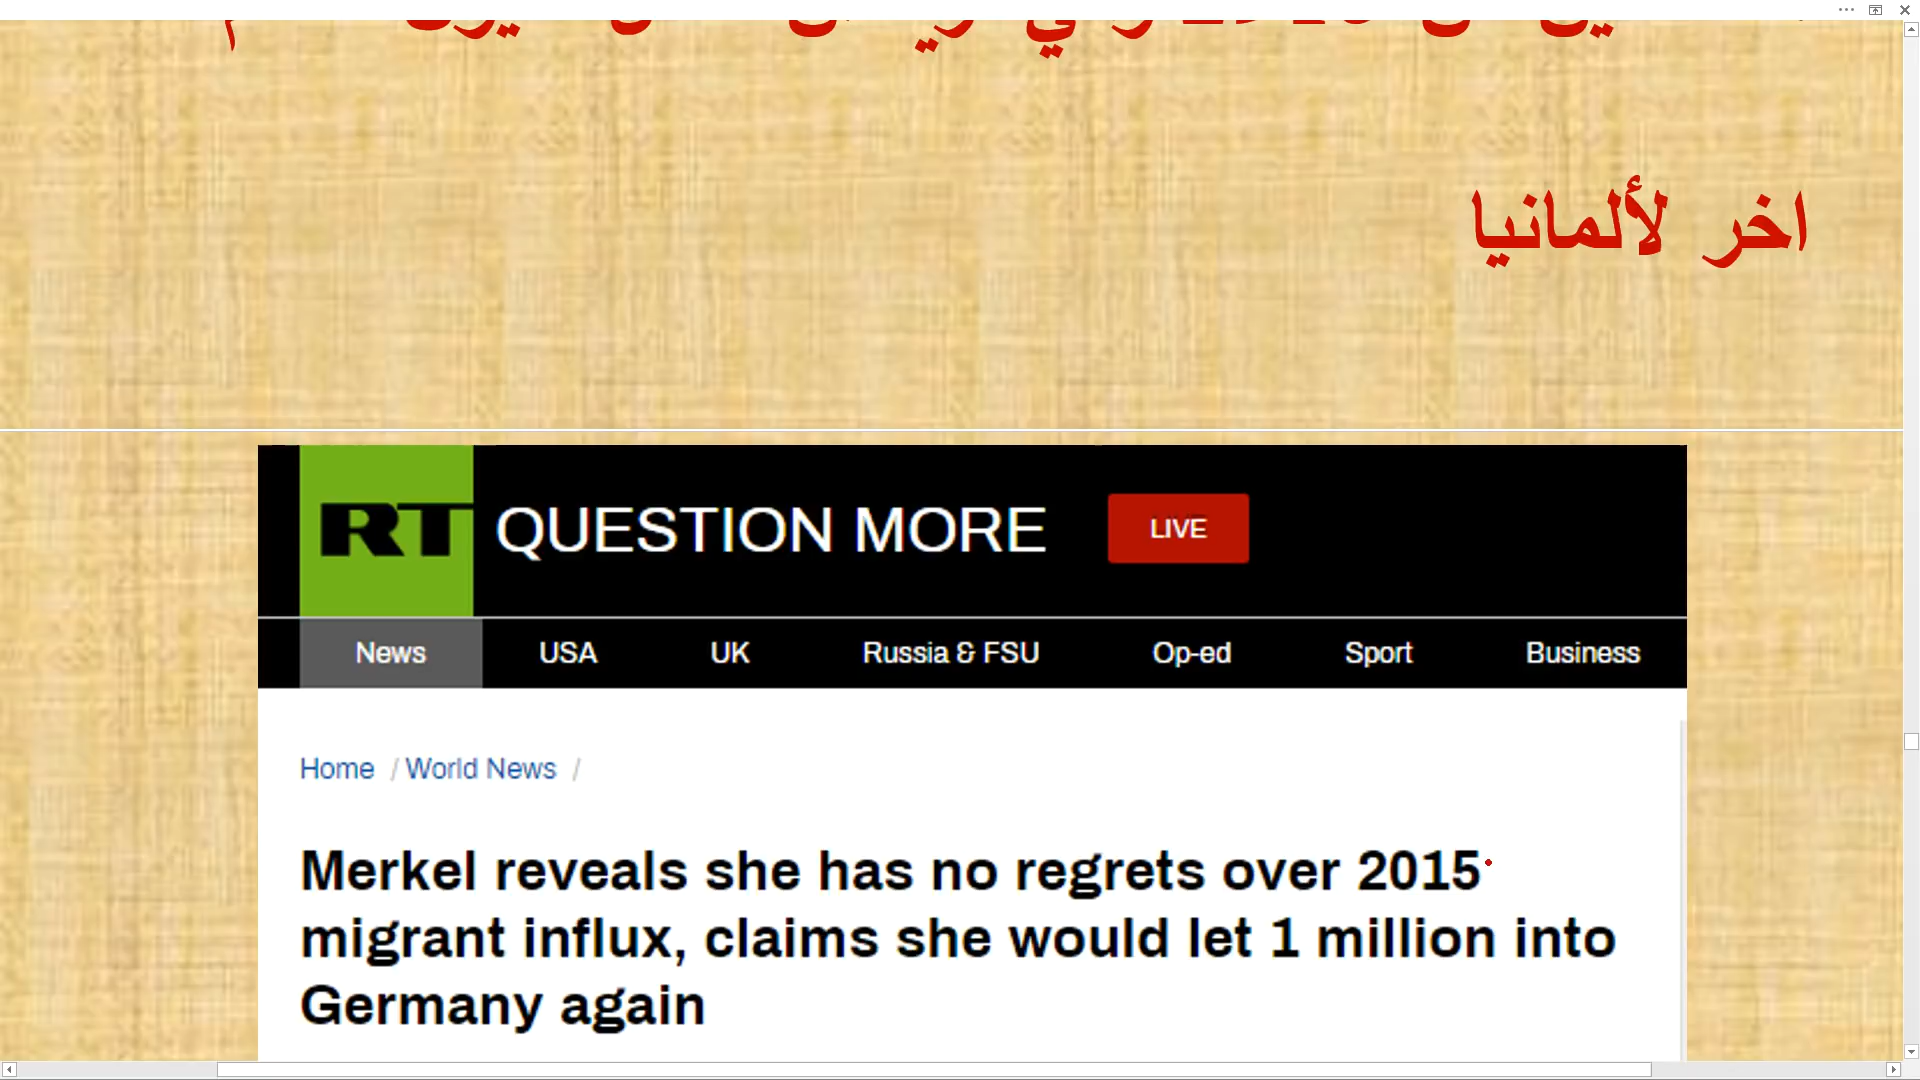 اخر لألمانيا
RT QUESTION MORE LIVE
News USA UK Russia & FSU Op-ed Sport Business
Home / World News /
Merkel reveals she has no regrets over 2015
migrant influx, claims she would let 1 million into
Germany again